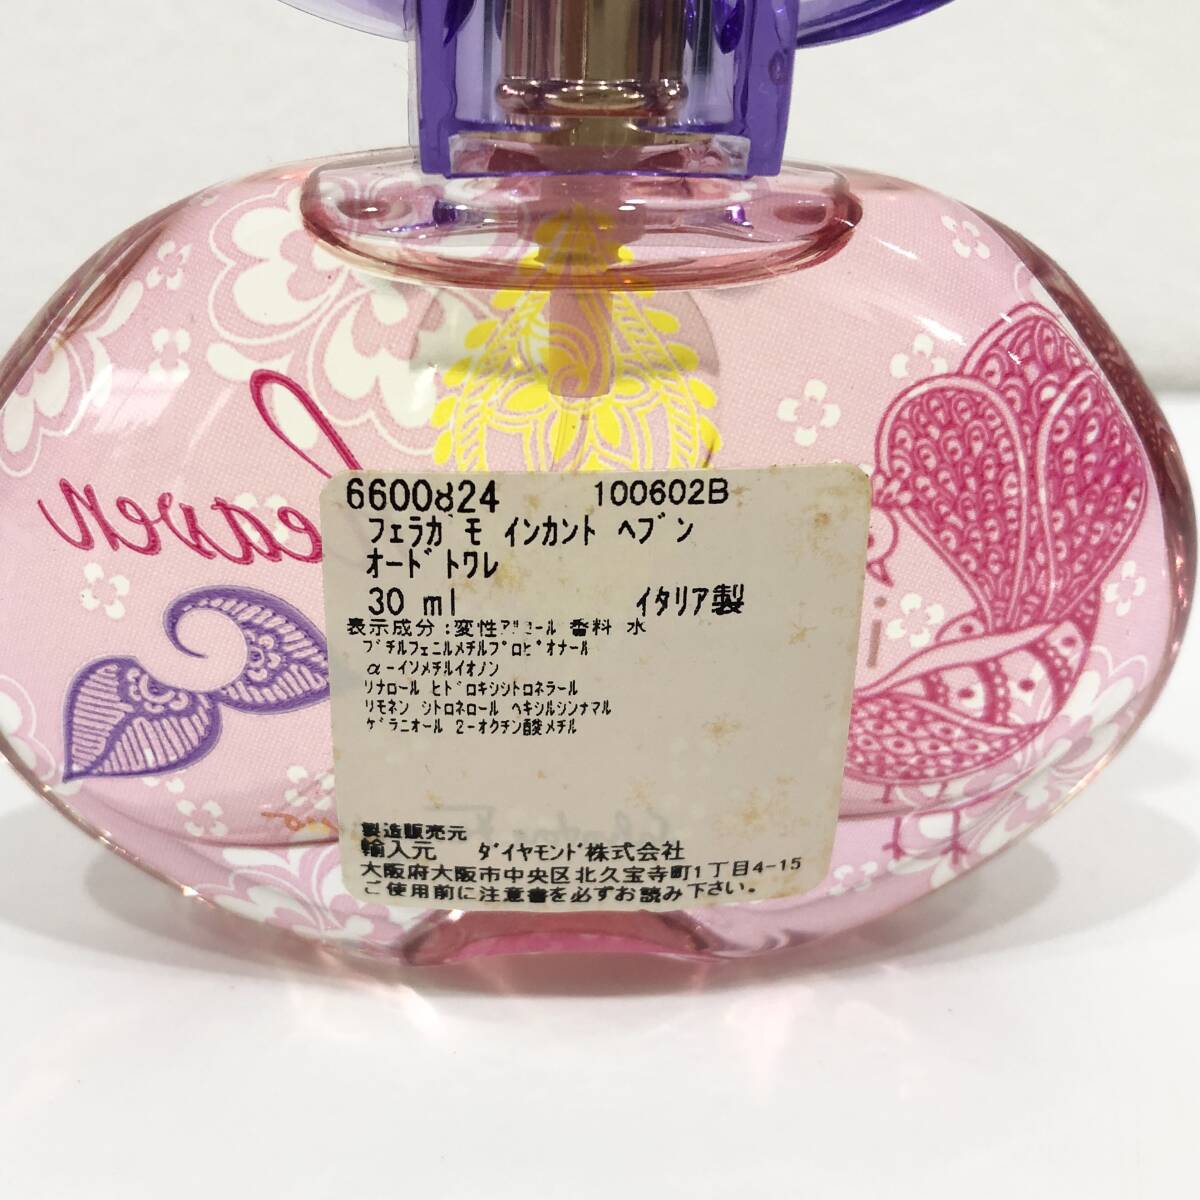 6600824 100602B
フェラガモ インカント ヘブン
オードトワレ
30 ml イタリア製
表示成分:変性アルコール 香料 水
ブチルフェニルメチルプロピオナール
α-イソメチルイオノン
リナロール ヒドロキシシトロネラール
リモネン シトロネロール ヘキシルシンナマル
ゲラニオール 2-オクチン酸メチル
製造販売元
輸入元 ダイヤモンド株式会社
大阪府大阪市中央区北久宝寺町1丁目4-15
ご使用前に注意書を必ずお読み下さい。
Heaven